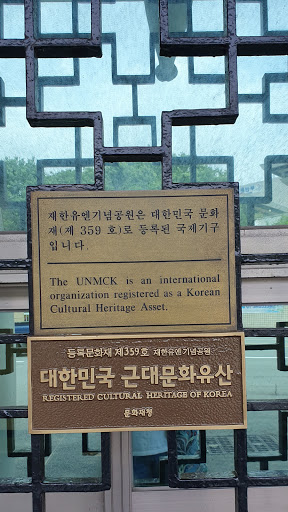 재한유엔기념공원은 대한민국 문화
재(제 359 호)로 등록된 국제기구
입니다.
The UNMCK is an international
organization registered as a Korean
Cultural Heritage Asset.
등록문화재 제359호 재한유엔기념공원
대한민국 근대문화유산
REGISTERED CULTURAL HERITAGE OF KOREA
문화재청